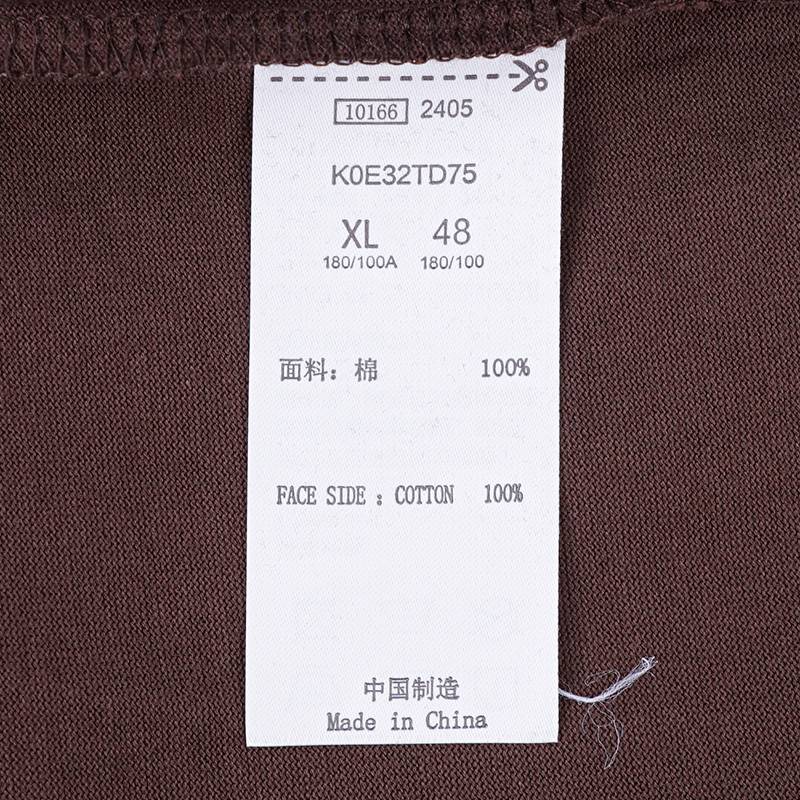 10166 2405
K0E32TD75
XL 48
180/100A 180/100
面料：棉 100%
FACE SIDE : COTTON 100%
中国制造
Made in China